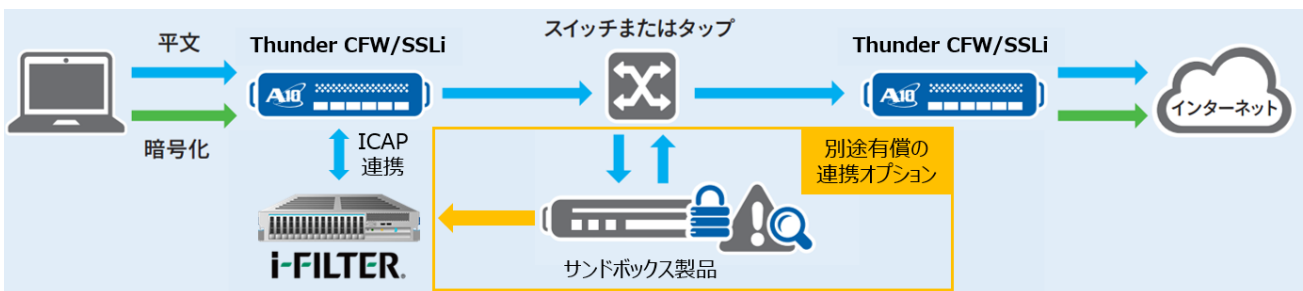 平文
Thunder CFW/SSLi
スイッチまたはタップ
Thunder CFW/SSLi
A10
A10
インターネット
暗号化
ICAP
連携
別途有償の
連携オプション
i-FILTER.
サンドボックス製品